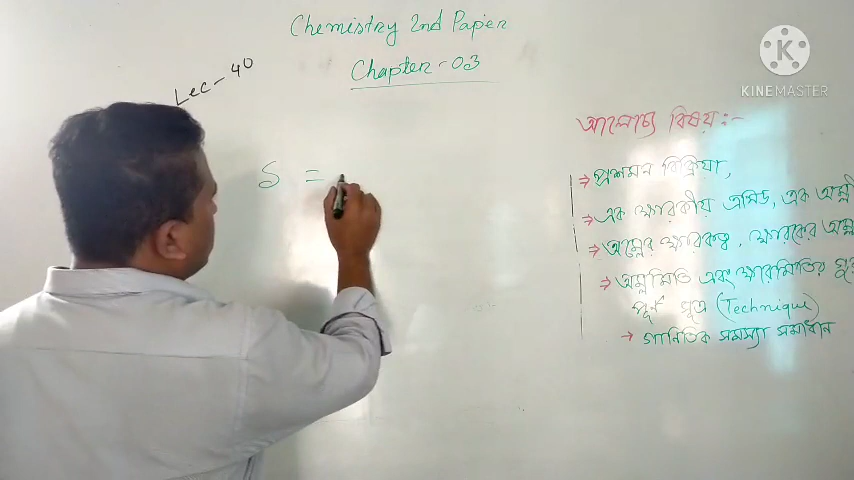 Chemistry 2nd Paper
Chapter-03
Lec-40
KINEMASTER
S =
আলোচ্য বিষয়:-
⇒ প্রশমন বিক্রিয়া,
⇒ এক ক্ষারকীয় এসিড, এক অম্লী
⇒ অম্লের ক্ষারকত্ব, ক্ষারকের অম্ল
⇒ অম্লমিতি এবং ক্ষারমিতির
পূর্ণ সূত্র (Technique)
→ গাণিতিক সমস্যা সমাধান